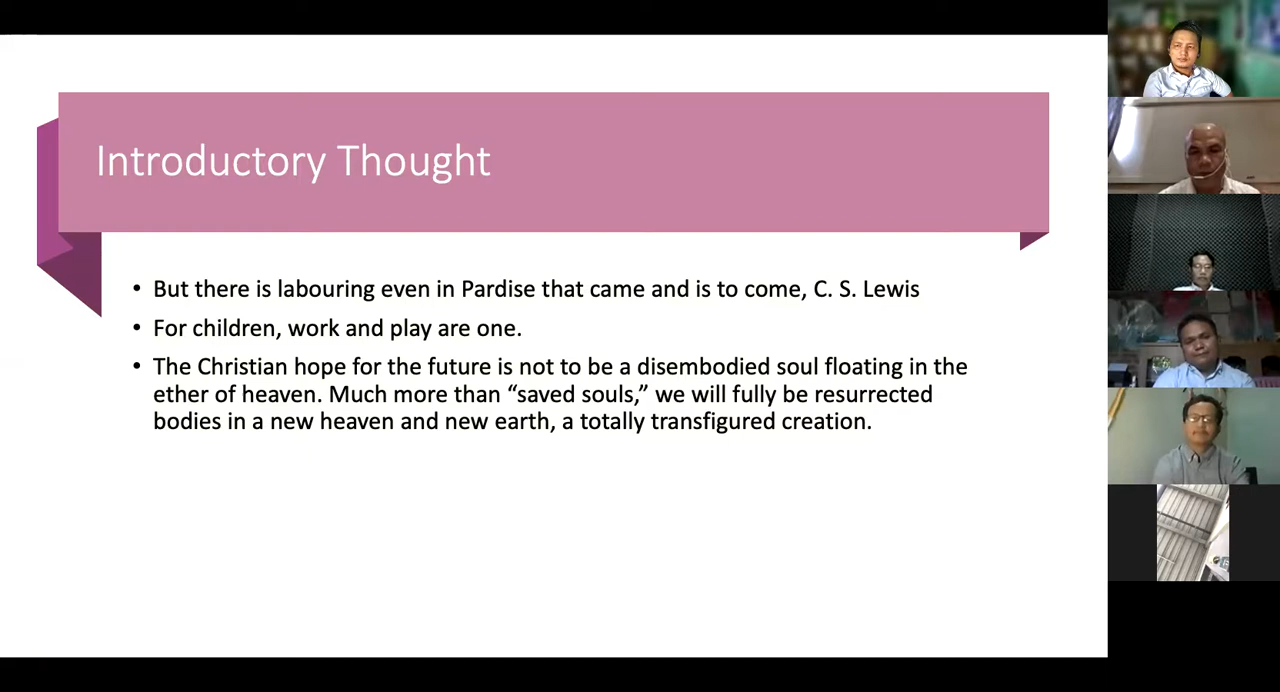 Introductory Thought
• But there is labouring even in Pardise that came and is to come, C. S. Lewis
• For children, work and play are one.
• The Christian hope for the future is not to be a disembodied soul floating in the
ether of heaven. Much more than “saved souls,” we will fully be resurrected
bodies in a new heaven and new earth, a totally transfigured creation.